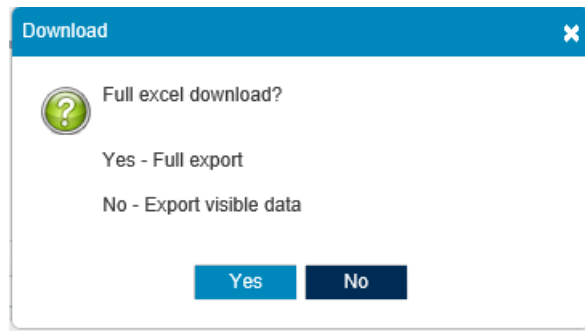 Download
Full excel download?
Yes - Full export
No - Export visible data
Yes No